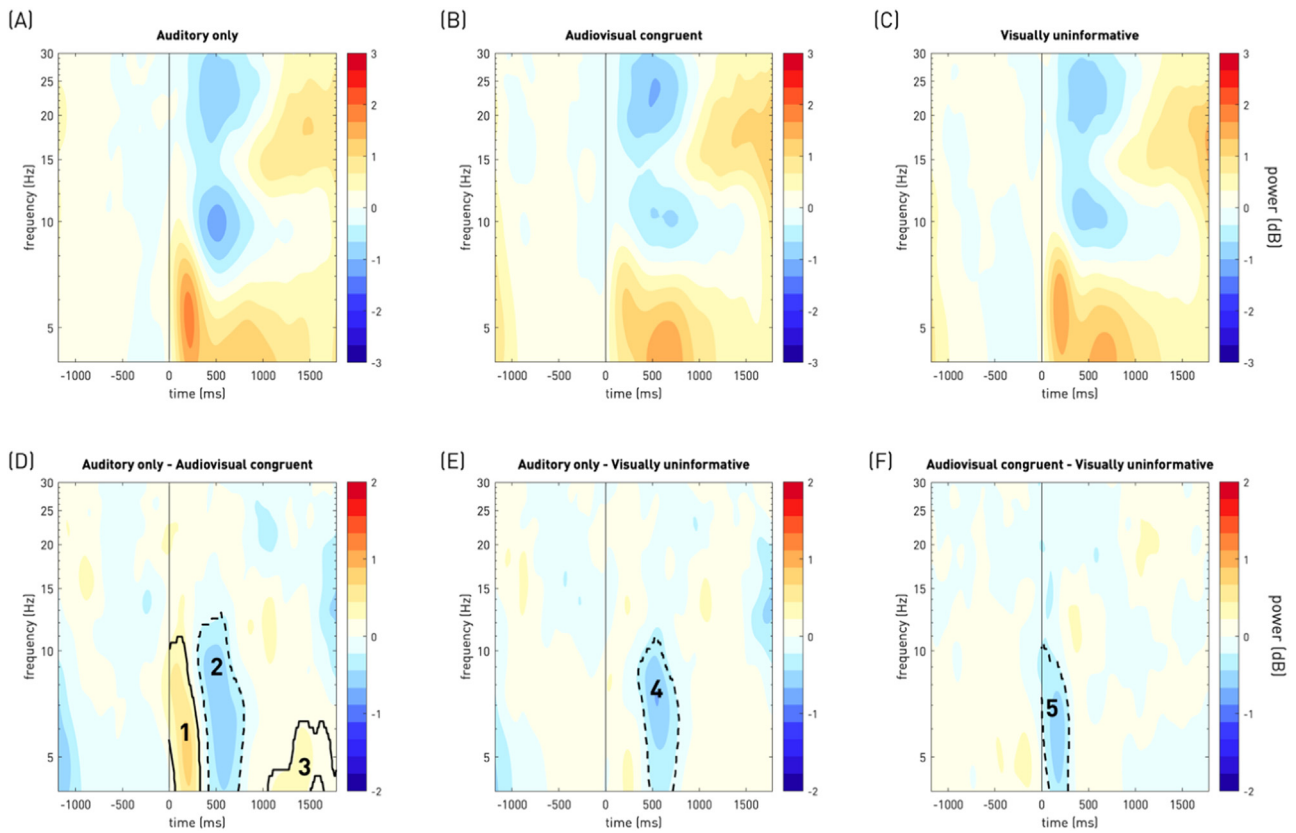 (A)
Auditory only
30
25
20
15
10
5
frequency (Hz)
-1000 -500 0 500 1000 1500
time (ms)
3
2
1
0
-1
-2
-3
(B)
Audiovisual congruent
30
25
20
15
10
5
frequency (Hz)
-1000 -500 0 500 1000 1500
time (ms)
3
2
1
0
-1
-2
-3
(C)
Visually uninformative
30
25
20
15
10
5
frequency (Hz)
-1000 -500 0 500 1000 1500
time (ms)
3
2
1
0
-1
-2
-3
power (dB)
(D)
Auditory only - Audiovisual congruent
30
20
15
10
5
frequency (Hz)
1
2
3
-1000 -500 0 500 1000 1500
time (ms)
2
1
0
-1
-2
(E)
Auditory only - Visually uninformative
30
20
15
10
5
frequency (Hz)
4
-1000 -500 0 500 1000 1500
time (ms)
2
1
0
-1
-2
(F)
Audiovisual congruent - Visually uninformative
30
20
15
10
5
frequency (Hz)
5
-1000 -500 0 500 1000 1500
time (ms)
2
1
0
-1
-2
power (dB)